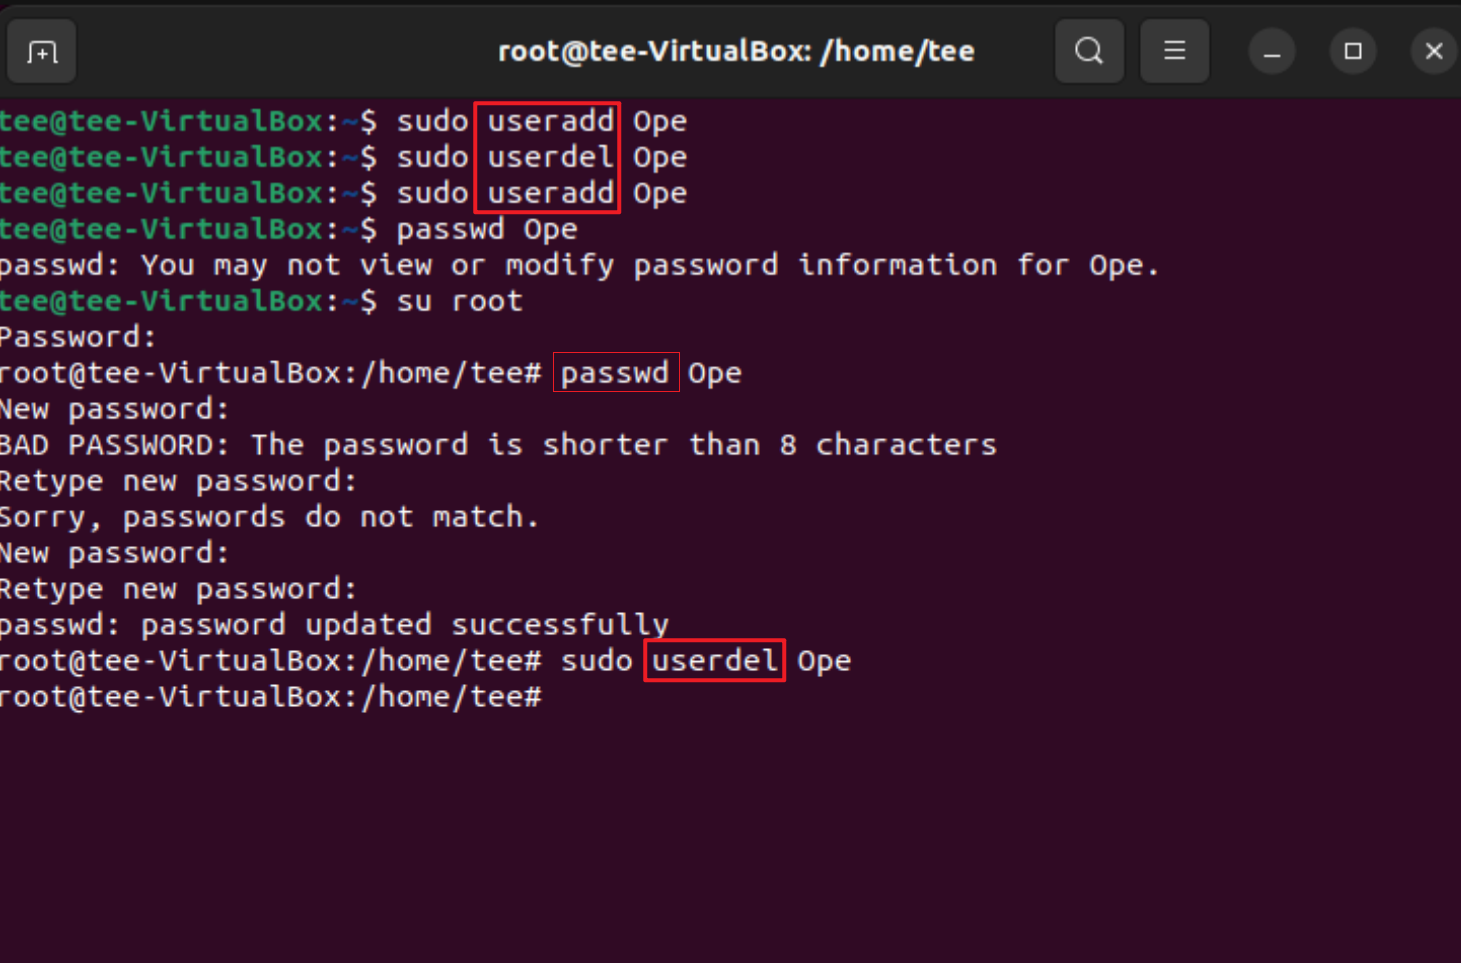 root@tee-VirtualBox: /home/tee
tee@tee-VirtualBox:~$ sudo useradd Ope
tee@tee-VirtualBox:~$ sudo userdel Ope
tee@tee-VirtualBox:~$ sudo useradd Ope
tee@tee-VirtualBox:~$ passwd Ope
passwd: You may not view or modify password information for Ope.
tee@tee-VirtualBox:~$ su root
Password:
root@tee-VirtualBox:/home/tee# passwd Ope
New password:
BAD PASSWORD: The password is shorter than 8 characters
Retype new password:
Sorry, passwords do not match.
New password:
Retype new password:
passwd: password updated successfully
root@tee-VirtualBox:/home/tee# sudo userdel Ope
root@tee-VirtualBox:/home/tee#